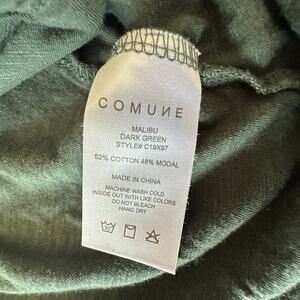 COMUNE
MALIBU
DARK GREEN
STYLE# C19X97
52% COTTON 48% MODAL
MADE IN CHINA
MACHINE WASH COLD
INSIDE OUT WITH LIKE COLORS
DO NOT BLEACH
HANG DRY